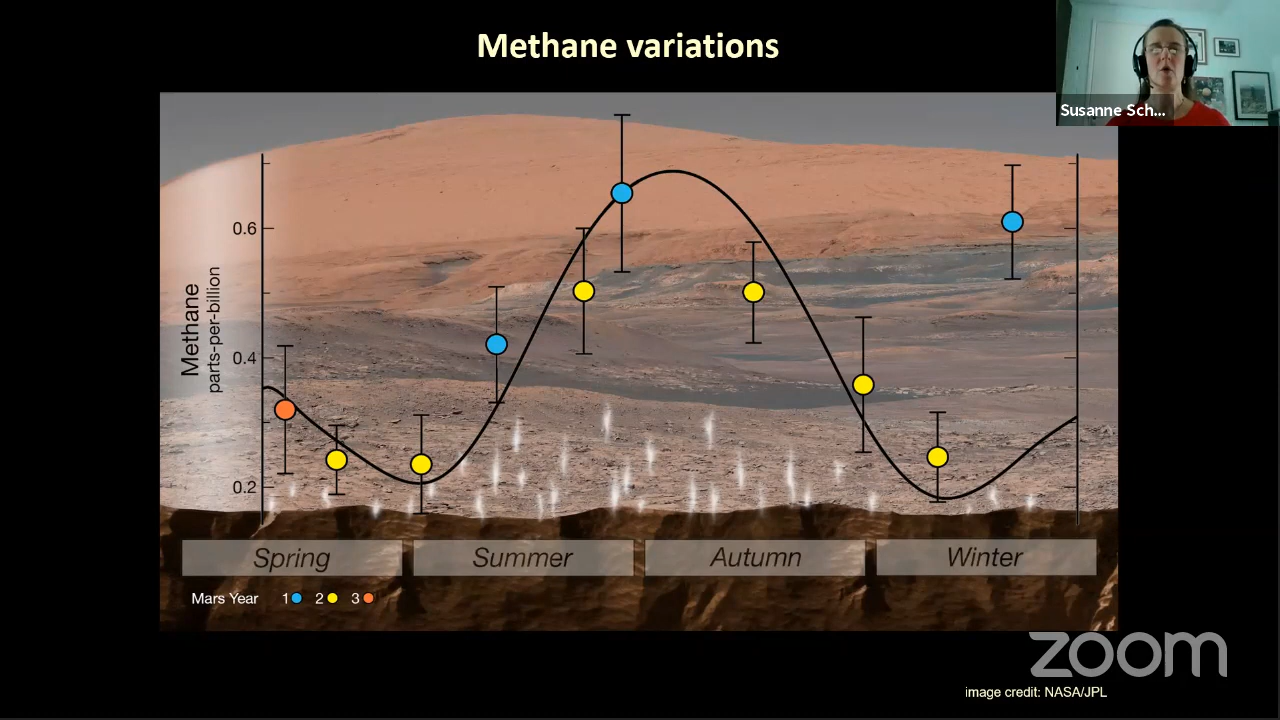 Methane variations
Susanne Sch...
0.6
0.4
0.2
Methane
parts-per-billion
Spring Summer Autumn Winter
Mars Year 1 2 3
zoom
image credit: NASA/JPL